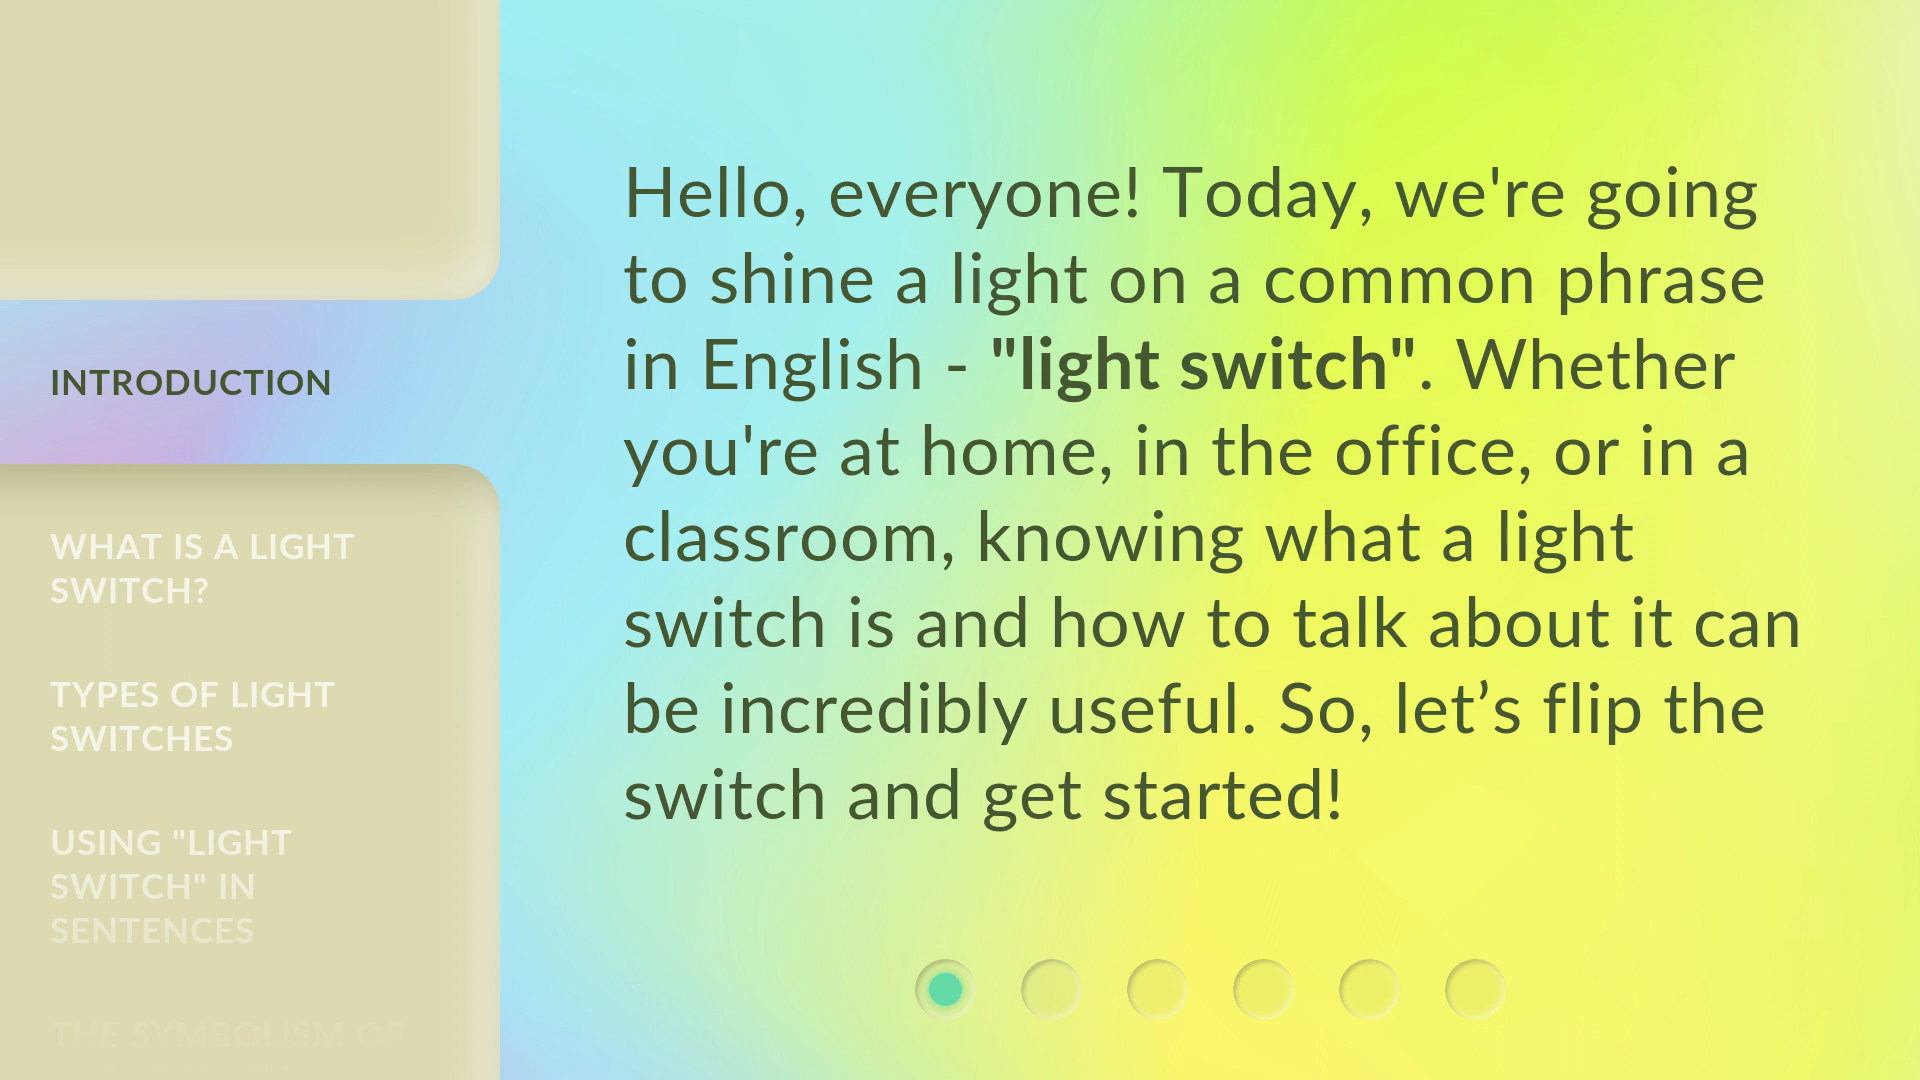 INTRODUCTION
WHAT IS A LIGHT
SWITCH?
TYPES OF LIGHT
SWITCHES
USING "LIGHT
SWITCH" IN
SENTENCES
THE SYMBOLISM OF
Hello, everyone! Today, we're going
to shine a light on a common phrase
in English - "light switch". Whether
you're at home, in the office, or in a
classroom, knowing what a light
switch is and how to talk about it can
be incredibly useful. So, let’s flip the
switch and get started!